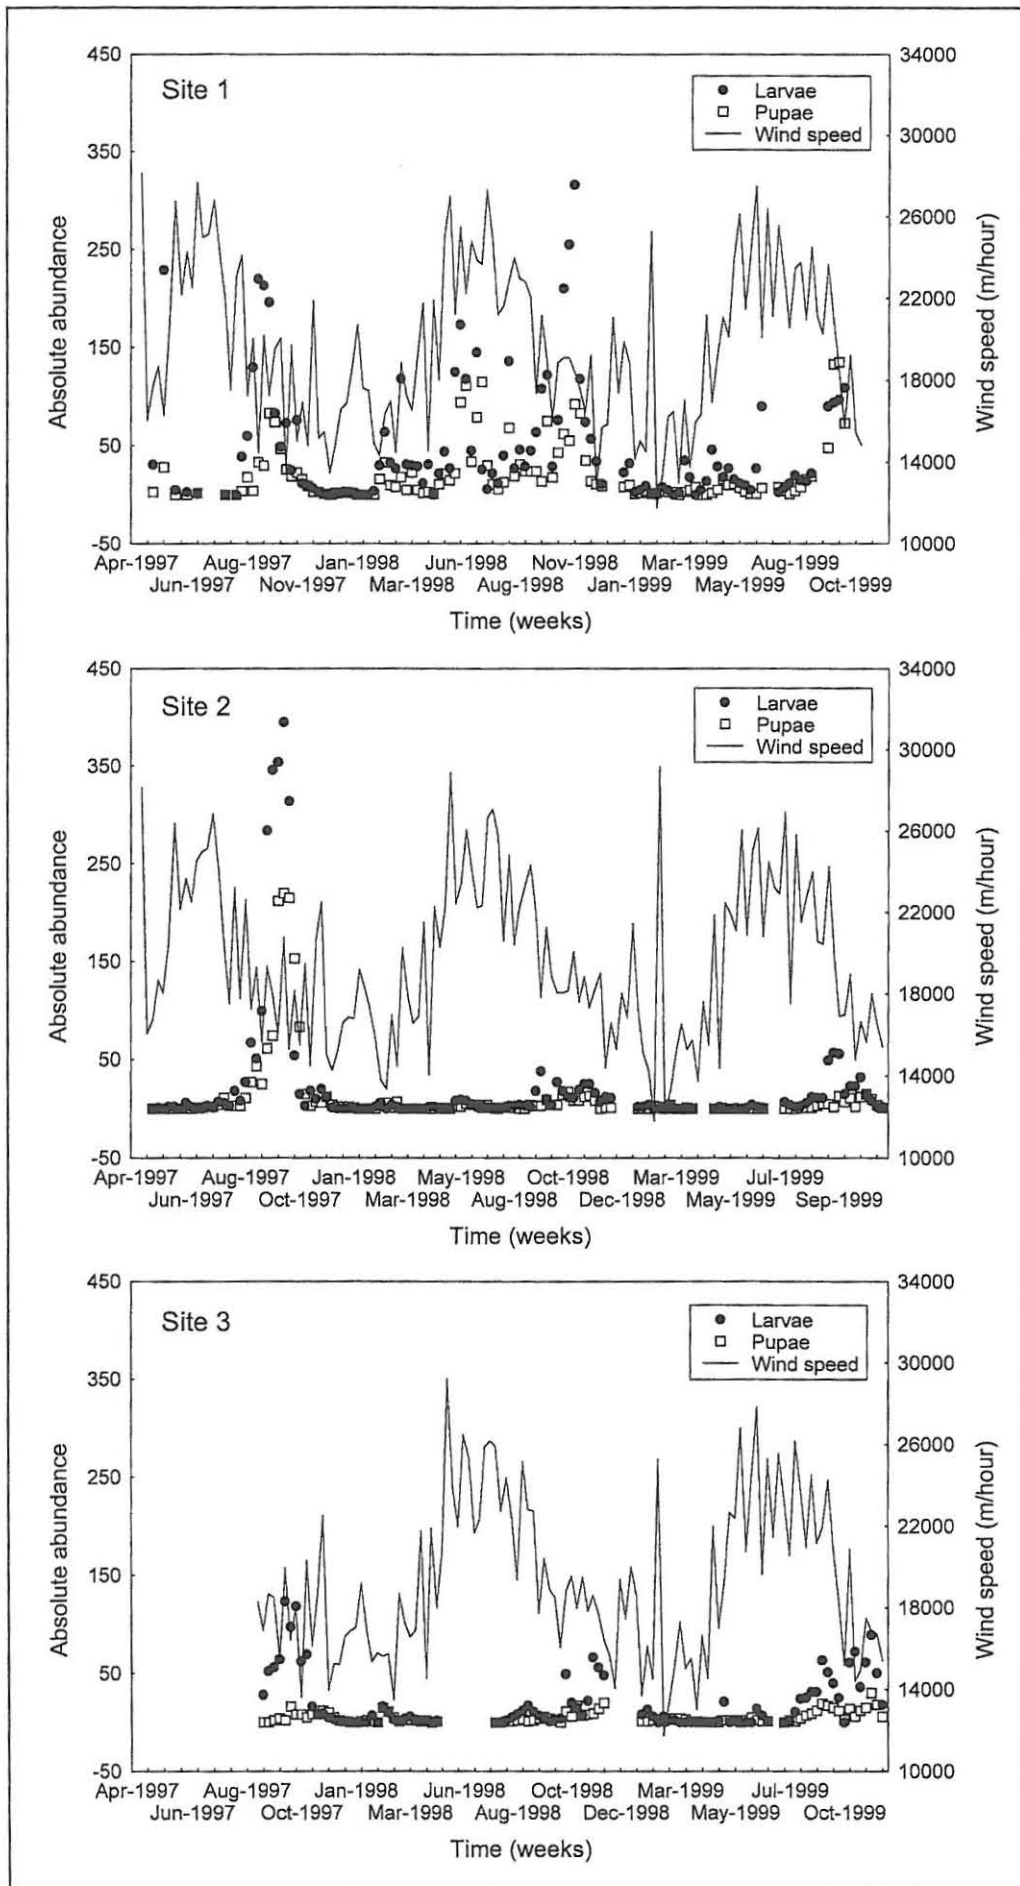 Site 1
Larvae
Pupae
Wind speed
450
350
250
150
50
-50
34000
30000
26000
22000
18000
14000
10000
Absolute abundance
Wind speed (m/hour)
Apr-1997 Aug-1997 Jan-1998 Jun-1998 Nov-1998 Mar-1999 Aug-1999
Jun-1997 Nov-1997 Mar-1998 Aug-1998 Jan-1999 May-1999 Oct-1999
Time (weeks)
Site 2
Larvae
Pupae
Wind speed
450
350
250
150
50
-50
34000
30000
26000
22000
18000
14000
10000
Absolute abundance
Wind speed (m/hour)
Apr-1997 Aug-1997 Jan-1998 May-1998 Oct-1998 Mar-1999 Jul-1999
Jun-1997 Oct-1997 Mar-1998 Aug-1998 Dec-1998 May-1999 Sep-1999
Time (weeks)
Site 3
Larvae
Pupae
Wind speed
450
350
250
150
50
-50
34000
30000
26000
22000
18000
14000
10000
Absolute abundance
Wind speed (m/hour)
Apr-1997 Aug-1997 Jan-1998 Jun-1998 Oct-1998 Mar-1999 Jul-1999
Jun-1997 Oct-1997 Mar-1998 Aug-1998 Dec-1998 May-1999 Oct-1999
Time (weeks)